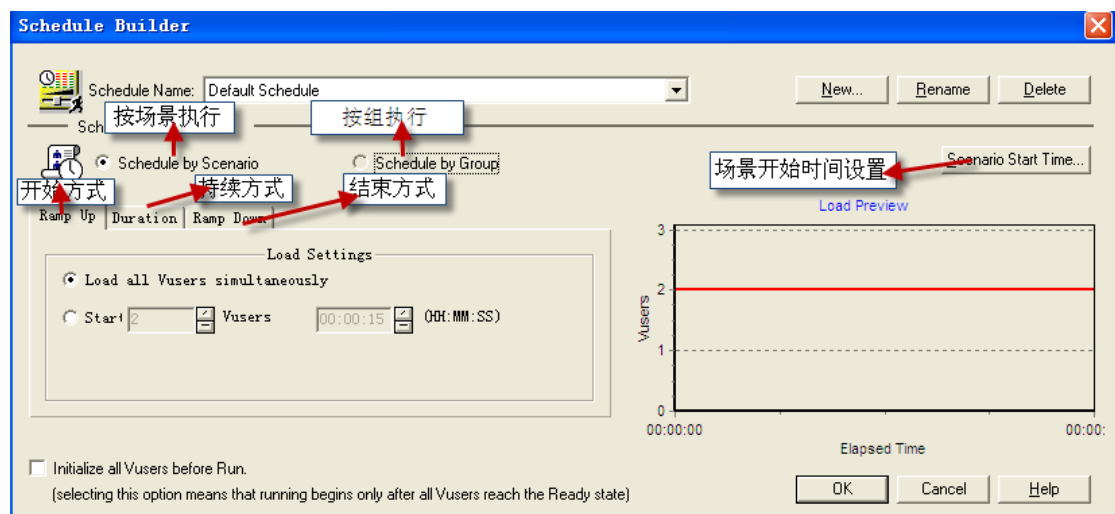 Schedule Builder
Schedule Name: Default Schedule
New... Rename Delete
按场景执行 按组执行
Sch
Schedule by Scenario Schedule by Group
场景开始时间设置 Scenario Start Time...
开始方式 持续方式 结束方式
Ramp Up Duration Ramp Down
Load Preview
Load Settings
Load all Vusers simultaneously
Start 2 Vusers 00:00:15 (HH:MM:SS)
3
2
1
0
Vusers
00:00:00 00:00:
Elapsed Time
Initialize all Vusers before Run.
(selecting this option means that running begins only after all Vusers reach the Ready state)
OK Cancel Help